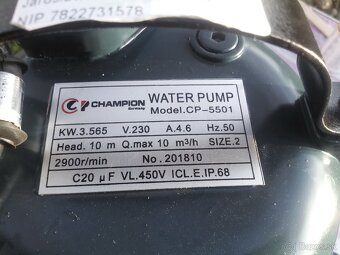 NIP 7822731578
CHAMPION
Germany
WATER PUMP
Model.CP-5501
KW.3.565 V.230 A.4.6 Hz.50
Head. 10 m Q.max 10 m³/h SIZE.2
2900r/min No. 201810
C20 µF VL.450V ICL.E.IP.68